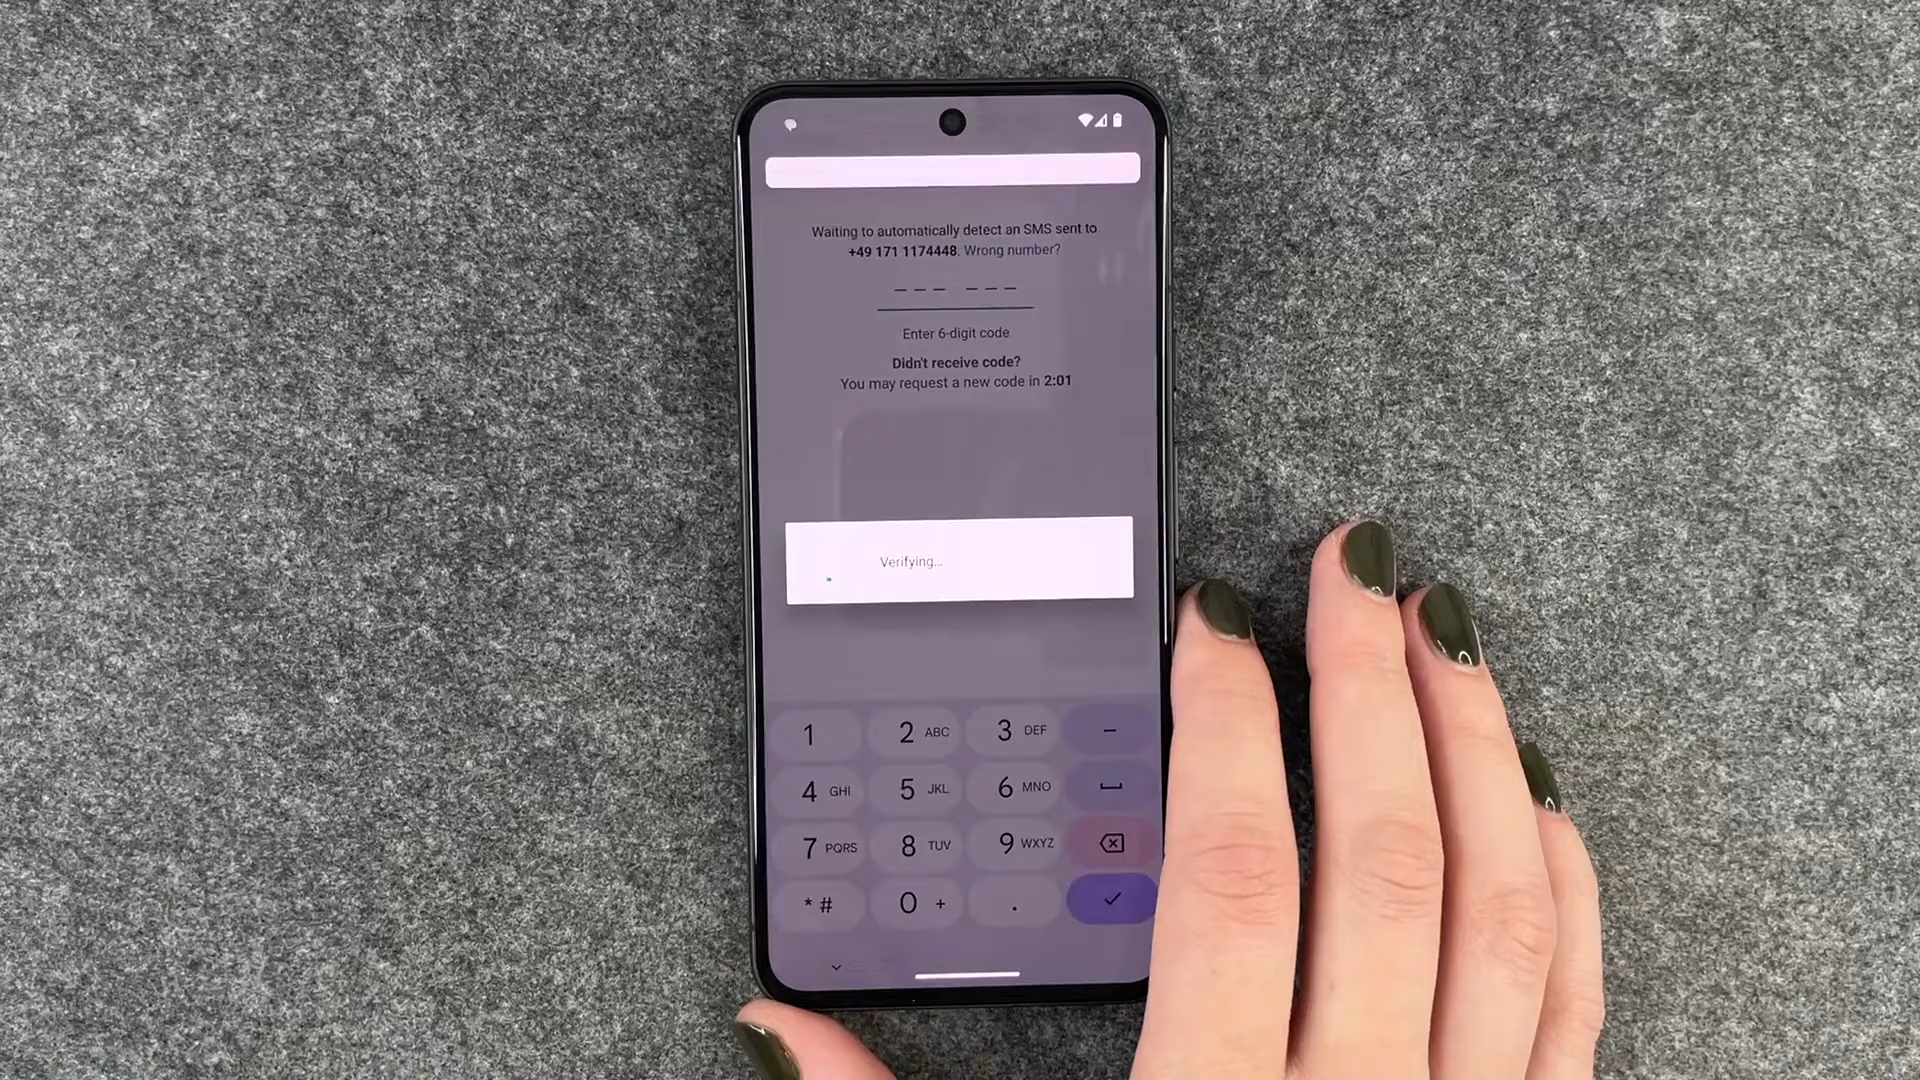 Waiting to automatically detect an SMS sent to
+49 171 1174448. Wrong number?
Enter 6-digit code
Didn't receive code?
You may request a new code in 2:01
Verifying...
1 2 ABC 3 DEF –
4 GHI 5 JKL 6 MNO
7 PQRS 8 TUV 9 WXYZ
* # 0 + .